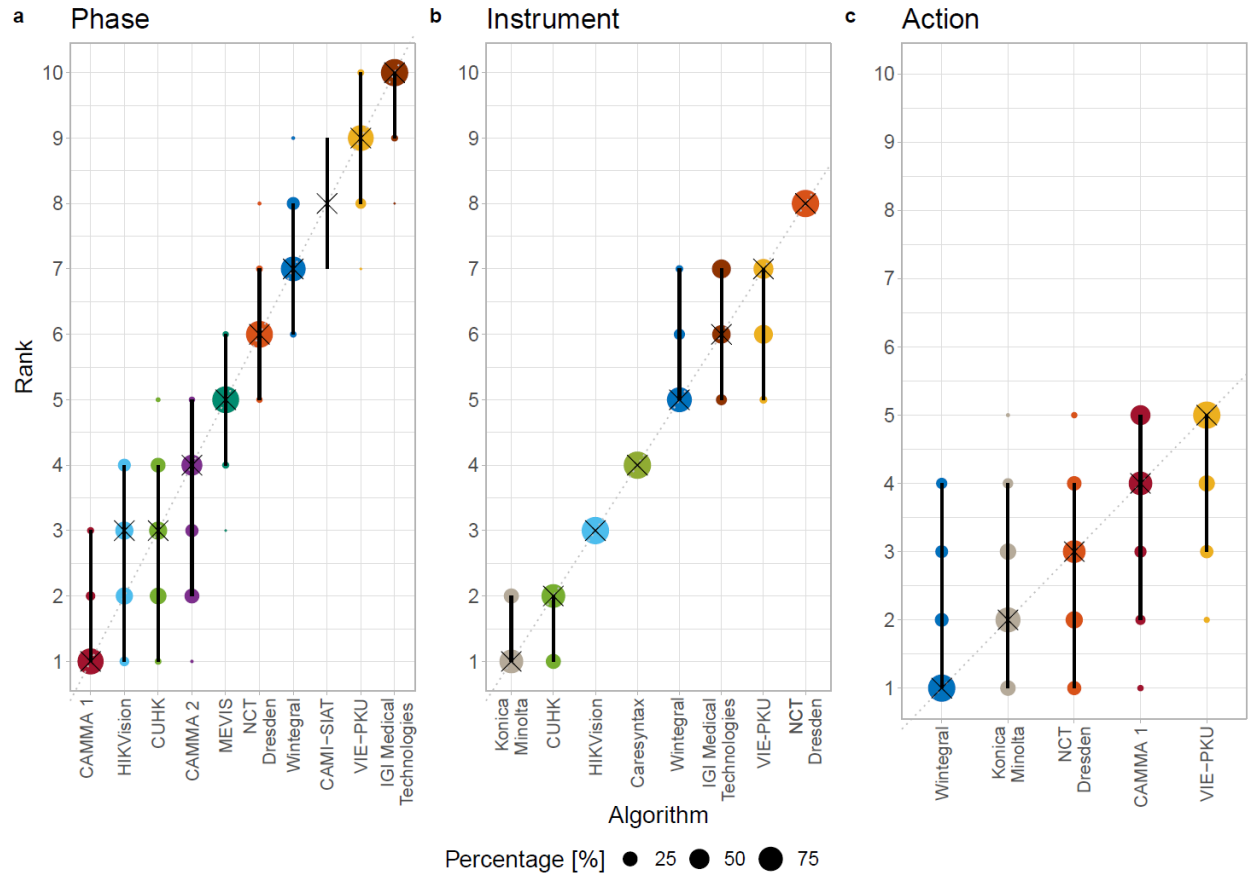 a Phase
10
9
8
7
6
5
4
3
2
1
Rank
CAMMA 1
HIKVision
CUHK
CAMMA 2
MEVIS
NCT
Dresden
Wintegral
CAMI−SIAT
VIE−PKU
IGI Medical
Technologies
b Instrument
10
9
8
7
6
5
4
3
2
1
Konica
Minolta
CUHK
HIKVision
Caresyntax
Wintegral
IGI Medical
Technologies
VIE-PKU
NCT
Dresden
c Action
10
9
8
7
6
5
4
3
2
1
Wintegral
Konica
Minolta
NCT
Dresden
CAMMA 1
VIE−PKU
Algorithm
Percentage [%] 25 50 75